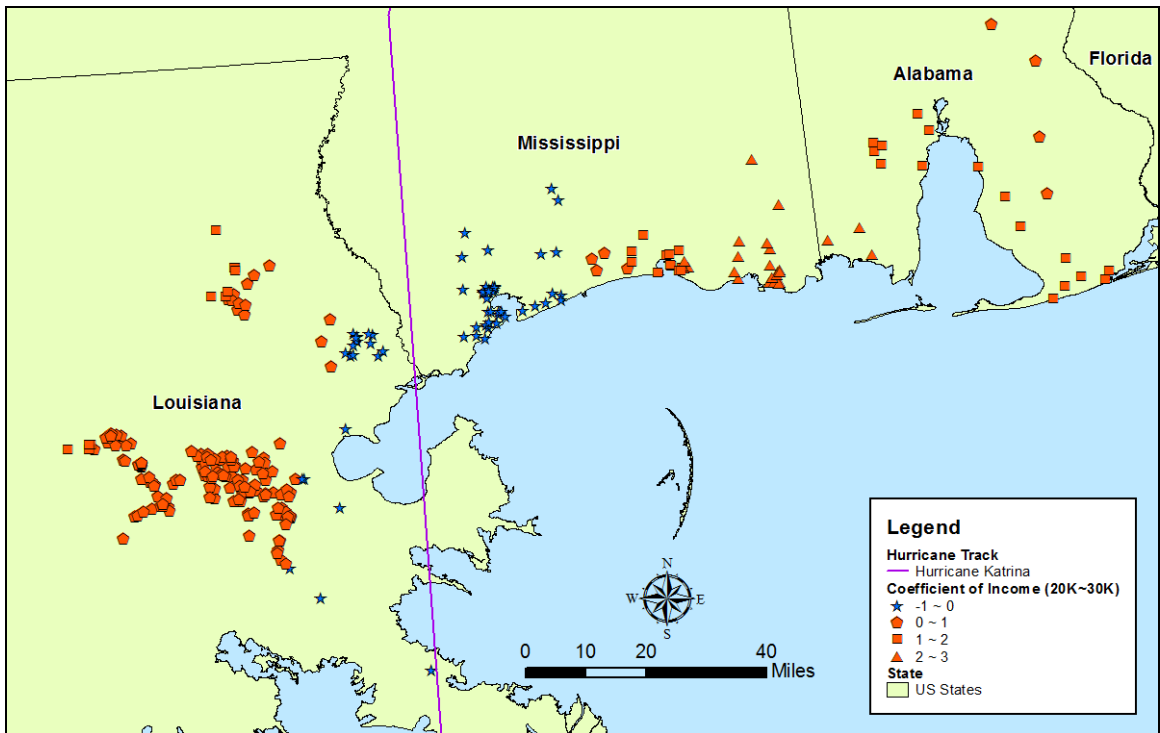 Florida
Alabama
Mississippi
Louisiana
N
W E
S
0 10 20 40
Miles
Legend
Hurricane Track
Hurricane Katrina
Coefficient of Income (20K~30K)
-1 ~ 0
0 ~ 1
1 ~ 2
2 ~ 3
State
US States